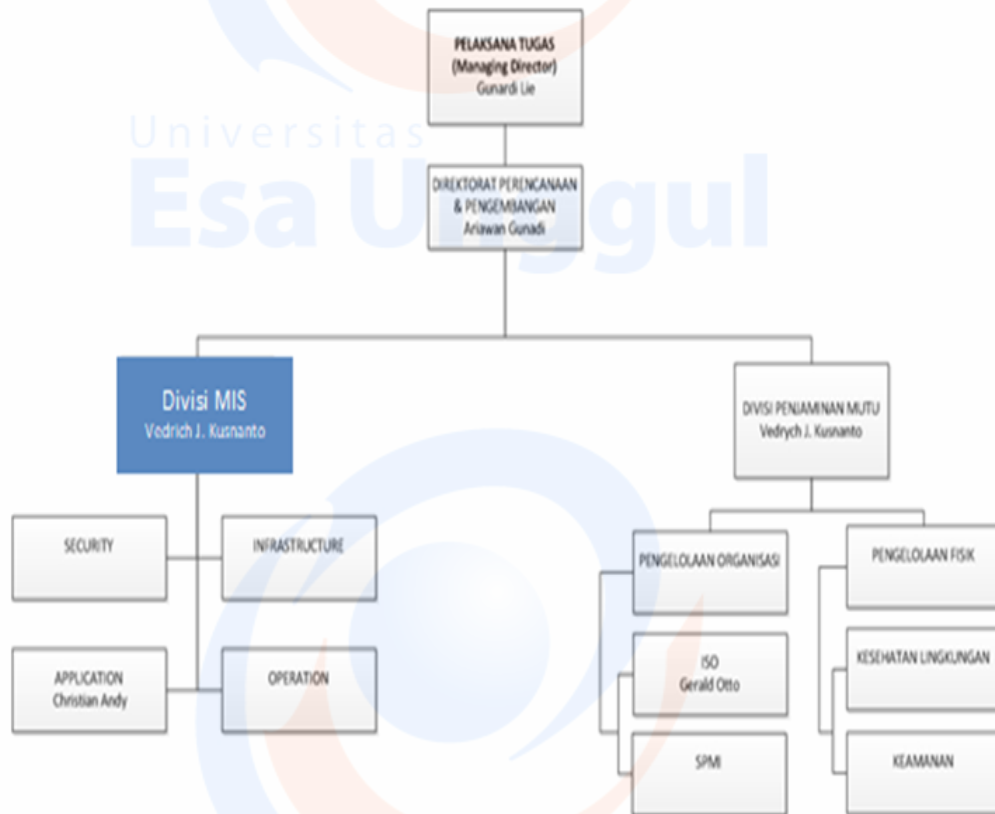 PELAKSANA TUGAS
(Managing Director)
Gunardi Lie
Universitas
Esa Unggul
DIREKTORAT PERENCANAAN
& PENGEMBANGAN
Ariawan Gunadi
Divisi MIS
Vedrich J. Kusnanto
DIVISI PENJAMINAN MUTU
Vedrych J. Kusnanto
SECURITY
INFRASTRUCTURE
APPLICATION
Christian Andy
OPERATION
PENGELOLAAN ORGANISASI
PENGELOLAAN FISIK
ISO
Gerald Otto
KESEHATAN LINGKUNGAN
SPMI
KEAMANAN